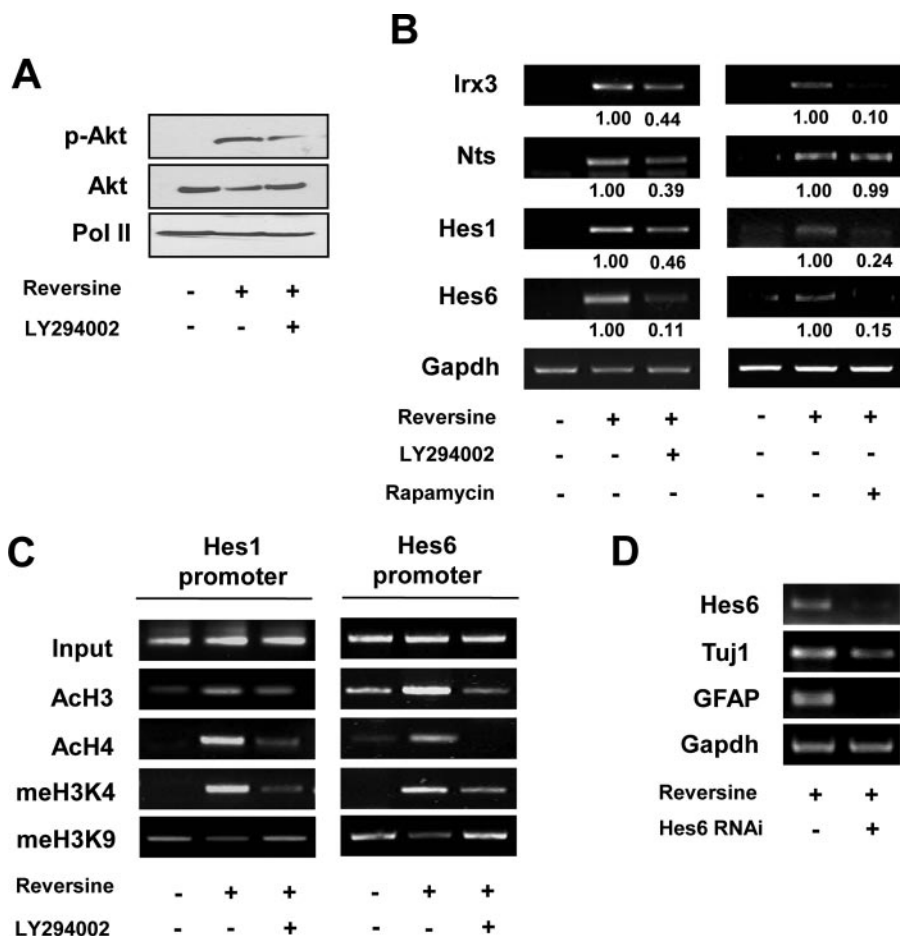 A
p-Akt
Akt
Pol II
Reversine - + +
LY294002 - - +
B
Irx3
1.00 0.44 1.00 0.10
Nts
1.00 0.39 1.00 0.99
Hes1
1.00 0.46 1.00 0.24
Hes6
1.00 0.11 1.00 0.15
Gapdh
Reversine - + + - + +
LY294002 - - + - - -
Rapamycin - - - - - +
C
Hes1 promoter Hes6 promoter
Input
AcH3
AcH4
meH3K4
meH3K9
Reversine - + + - + +
LY294002 - - + - - +
D
Hes6
Tuj1
GFAP
Gapdh
Reversine + +
Hes6 RNAi - +